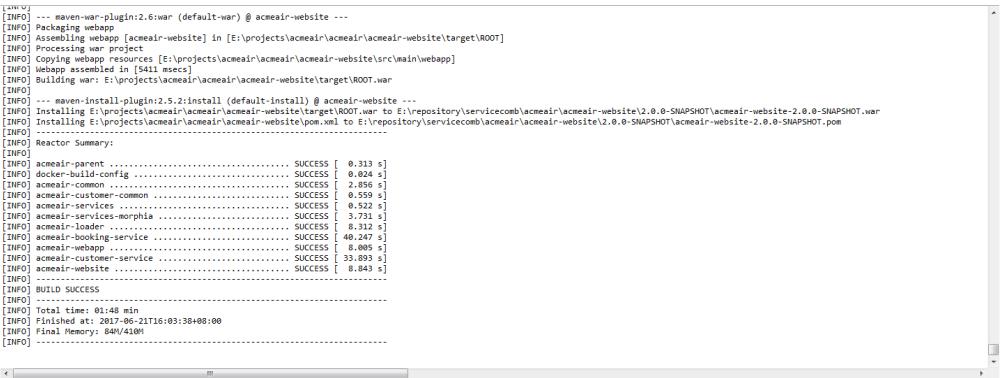 [INFO]
[INFO] --- maven-war-plugin:2.6:war (default-war) @ acmeair-website ---
[INFO] Packaging webapp
[INFO] Assembling webapp [acmeair-website] in [E:\projects\acmeair\acmeair\acmeair-website\target\ROOT]
[INFO] Processing war project
[INFO] Copying webapp resources [E:\projects\acmeair\acmeair\acmeair-website\src\main\webapp]
[INFO] Webapp assembled in [5411 msecs]
[INFO] Building war: E:\projects\acmeair\acmeair\acmeair-website\target\ROOT.war
[INFO]
[INFO] --- maven-install-plugin:2.5.2:install (default-install) @ acmeair-website ---
[INFO] Installing E:\projects\acmeair\acmeair\acmeair-website\target\ROOT.war to E:\repository\servicecomb\acmeair\acmeair-website\2.0.0-SNAPSHOT\acmeair-website-2.0.0-SNAPSHOT.war
[INFO] Installing E:\projects\acmeair\acmeair\acmeair-website\pom.xml to E:\repository\servicecomb\acmeair\acmeair-website\2.0.0-SNAPSHOT\acmeair-website-2.0.0-SNAPSHOT.pom
[INFO] ------------------------------------------------------------------------
[INFO] Reactor Summary:
[INFO]
[INFO] acmeair-parent ..................................... SUCCESS [  0.313 s]
[INFO] docker-build-config ................................ SUCCESS [  0.024 s]
[INFO] acmeair-common ..................................... SUCCESS [  2.856 s]
[INFO] acmeair-customer-common ............................ SUCCESS [  0.559 s]
[INFO] acmeair-services ................................... SUCCESS [  0.522 s]
[INFO] acmeair-services-morphia ........................... SUCCESS [  3.731 s]
[INFO] acmeair-loader ..................................... SUCCESS [  8.312 s]
[INFO] acmeair-booking-service ............................ SUCCESS [ 40.247 s]
[INFO] acmeair-webapp ..................................... SUCCESS [  8.005 s]
[INFO] acmeair-customer-service ........................... SUCCESS [ 33.893 s]
[INFO] acmeair-website .................................... SUCCESS [  8.843 s]
[INFO] ------------------------------------------------------------------------
[INFO] BUILD SUCCESS
[INFO] ------------------------------------------------------------------------
[INFO] Total time: 01:48 min
[INFO] Finished at: 2017-06-21T16:03:38+08:00
[INFO] Final Memory: 84M/410M
[INFO] ------------------------------------------------------------------------